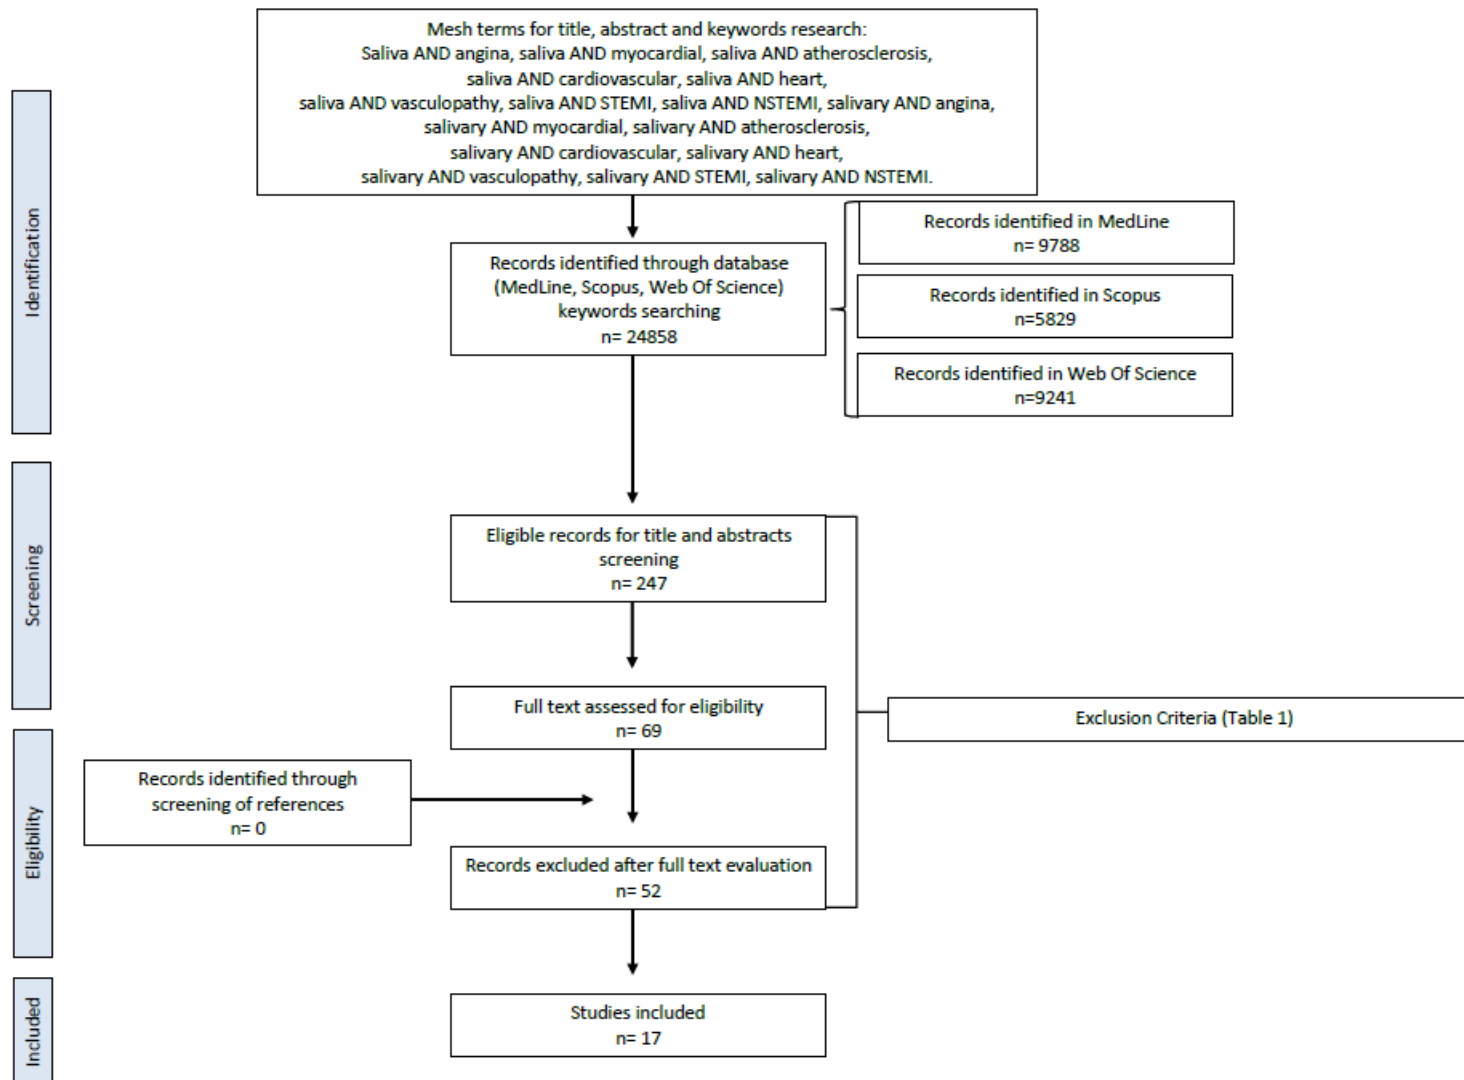 Mesh terms for title, abstract and keywords research:
Saliva AND angina, saliva AND myocardial, saliva AND atherosclerosis,
saliva AND cardiovascular, saliva AND heart,
saliva AND vasculopathy, saliva AND STEMI, saliva AND NSTEMI, salivary AND angina,
salivary AND myocardial, salivary AND atherosclerosis,
salivary AND cardiovascular, salivary AND heart,
salivary AND vasculopathy, salivary AND STEMI, salivary AND NSTEMI.
Identification
Records identified through database
(MedLine, Scopus, Web Of Science)
keywords searching
n= 24858
Records identified in MedLine
n= 9788
Records identified in Scopus
n=5829
Records identified in Web Of Science
n=9241
Screening
Eligible records for title and abstracts
screening
n= 247
Full text assessed for eligibility
n= 69
Exclusion Criteria (Table 1)
Eligibility
Records identified through
screening of references
n= 0
Records excluded after full text evaluation
n= 52
Included
Studies included
n= 17